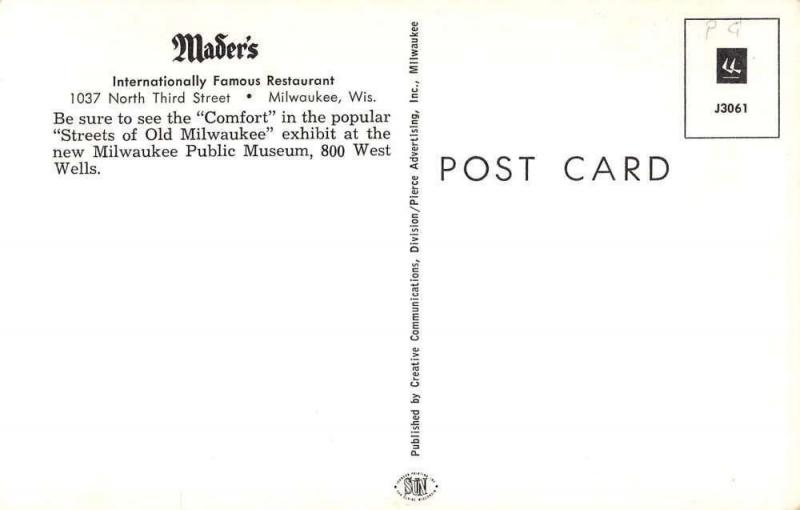 Mader's
Internationally Famous Restaurant
1037 North Third Street • Milwaukee, Wis.
Be sure to see the “Comfort” in the popular
“Streets of Old Milwaukee” exhibit at the
new Milwaukee Public Museum, 800 West
Wells.
Published by Creative Communications, Division/Pierce Advertising, Inc., Milwaukee
P G
J3061
POST CARD
SUN